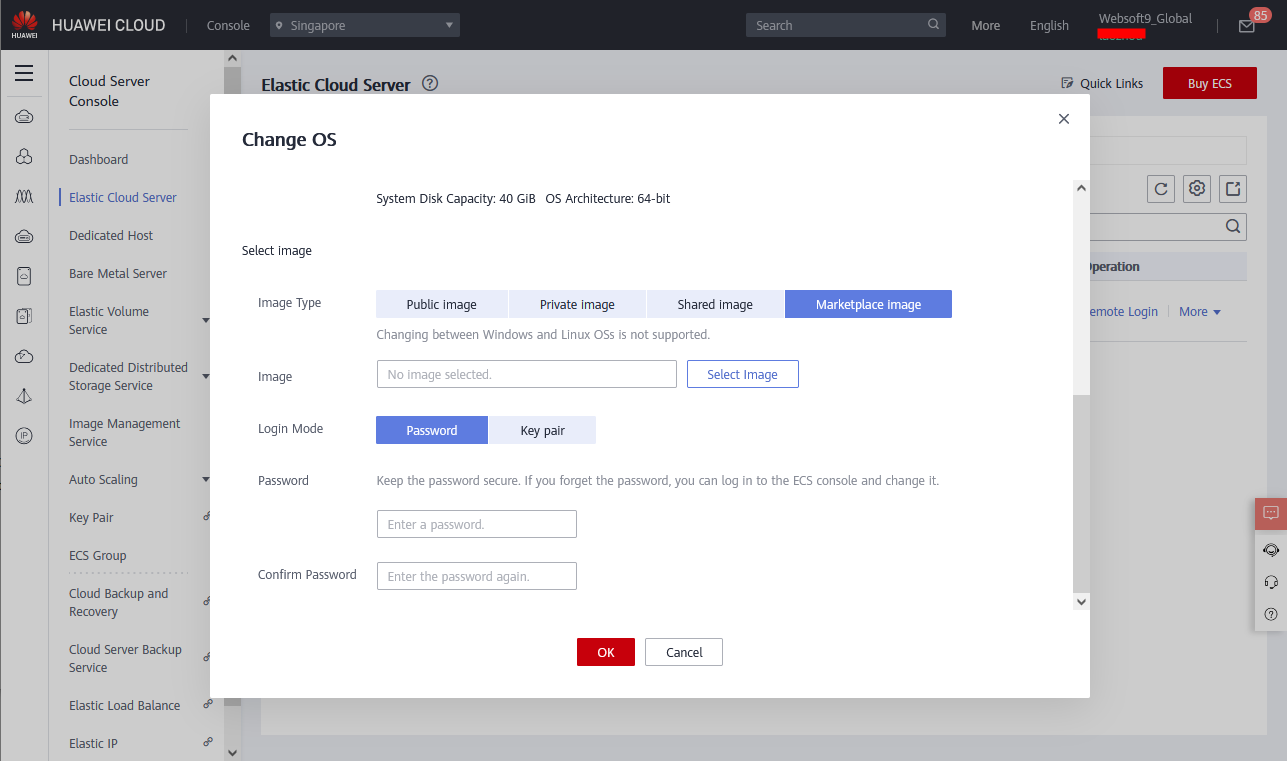 HUAWEI
HUAWEI CLOUD
Console
Singapore
Search
More
English
Websoft9_Global
85
Cloud Server
Console
Dashboard
Elastic Cloud Server
Dedicated Host
Bare Metal Server
Elastic Volume
Service
Dedicated Distributed
Storage Service
Image Management
Service
Auto Scaling
Key Pair
ECS Group
Cloud Backup and
Recovery
Cloud Server Backup
Service
Elastic Load Balance
Elastic IP
IP
Elastic Cloud Server
Quick Links
Buy ECS
Change OS
System Disk Capacity: 40 GiB OS Architecture: 64-bit
Select image
Image Type
Public image
Private image
Shared image
Marketplace image
Changing between Windows and Linux OSs is not supported.
Image
No image selected.
Select Image
Login Mode
Password
Key pair
Password
Keep the password secure. If you forget the password, you can log in to the ECS console and change it.
Enter a password.
Confirm Password
Enter the password again.
OK
Cancel
peration
emote Login
More